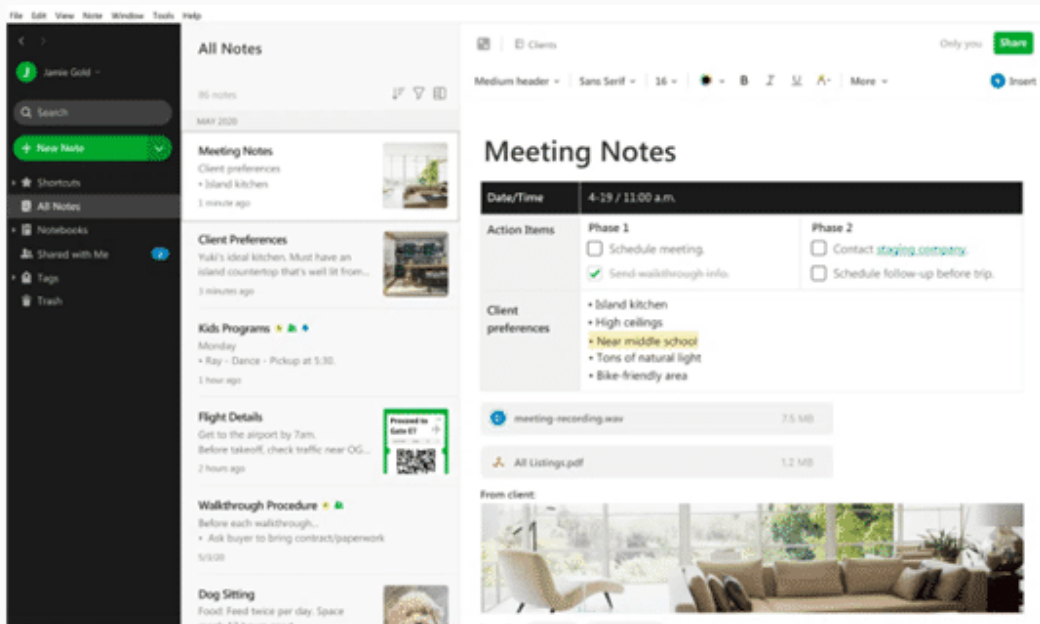 File Edit View Note Window Tools Help
Jamie Gold
Search
New Note
Shortcuts
All Notes
Notebooks
Shared with Me 2
Tags
Trash
All Notes
86 notes
MAY 2020
Meeting Notes
Client preferences
• Island kitchen
1 minute ago
Client Preferences
Yuki's ideal kitchen. Must have an
island countertop that's well lit from...
3 minutes ago
Kids Programs
Monday
• Ray - Dance - Pickup at 5:30.
1 hour ago
Flight Details
Get to the airport by 7am.
Before takeoff, check traffic near OG...
2 hours ago
Proceed to
Gate E7
Walkthrough Procedure
Before each walkthrough...
• Ask buyer to bring contract/paperwork
5/3/20
Dog Sitting
Food: Feed twice per day. Space
Clients
Only you
Share
Medium header Sans Serif 16 B I U A More Insert
Meeting Notes
Date/Time 4-19 / 11:00 a.m.
Action Items
Phase 1
Schedule meeting.
Send walkthrough info.
Phase 2
Contact staging company.
Schedule follow-up before trip.
Client
preferences
• Island kitchen
• High ceilings
• Near middle school
• Tons of natural light
• Bike-friendly area
meeting-recording.wav 7.5 MB
All Listings.pdf 1.2 MB
From client: